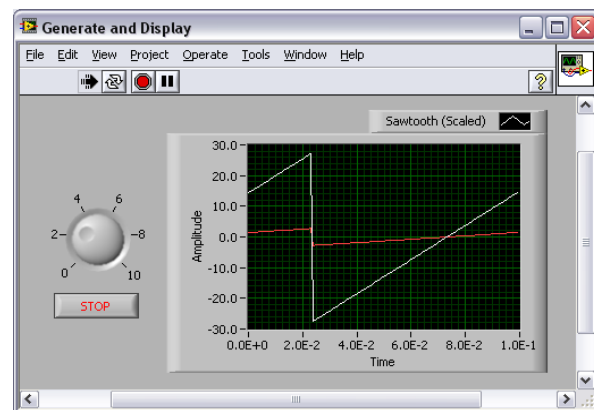 Generate and Display
File Edit View Project Operate Tools Window Help
?
Sawtooth (Scaled)
30.0
20.0
10.0
0.0
-10.0
-20.0
-30.0
Amplitude
0.0E+0 2.0E-2 4.0E-2 6.0E-2 8.0E-2 1.0E-1
Time
4 6
2 8
0 10
STOP